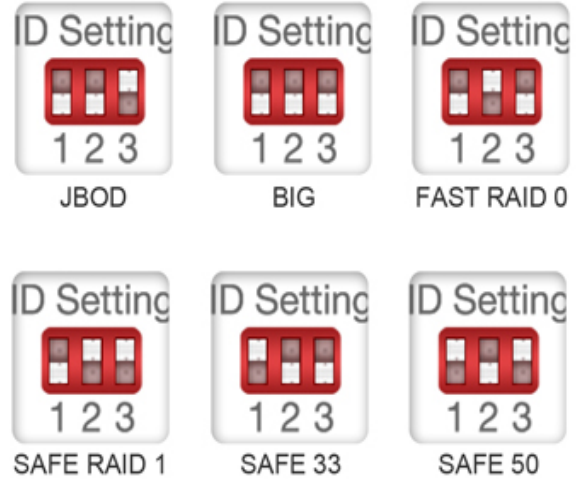 ID Setting ID Setting ID Setting
1 2 3 1 2 3 1 2 3
JBOD BIG FAST RAID 0
ID Setting ID Setting ID Setting
1 2 3 1 2 3 1 2 3
SAFE RAID 1 SAFE 33 SAFE 50